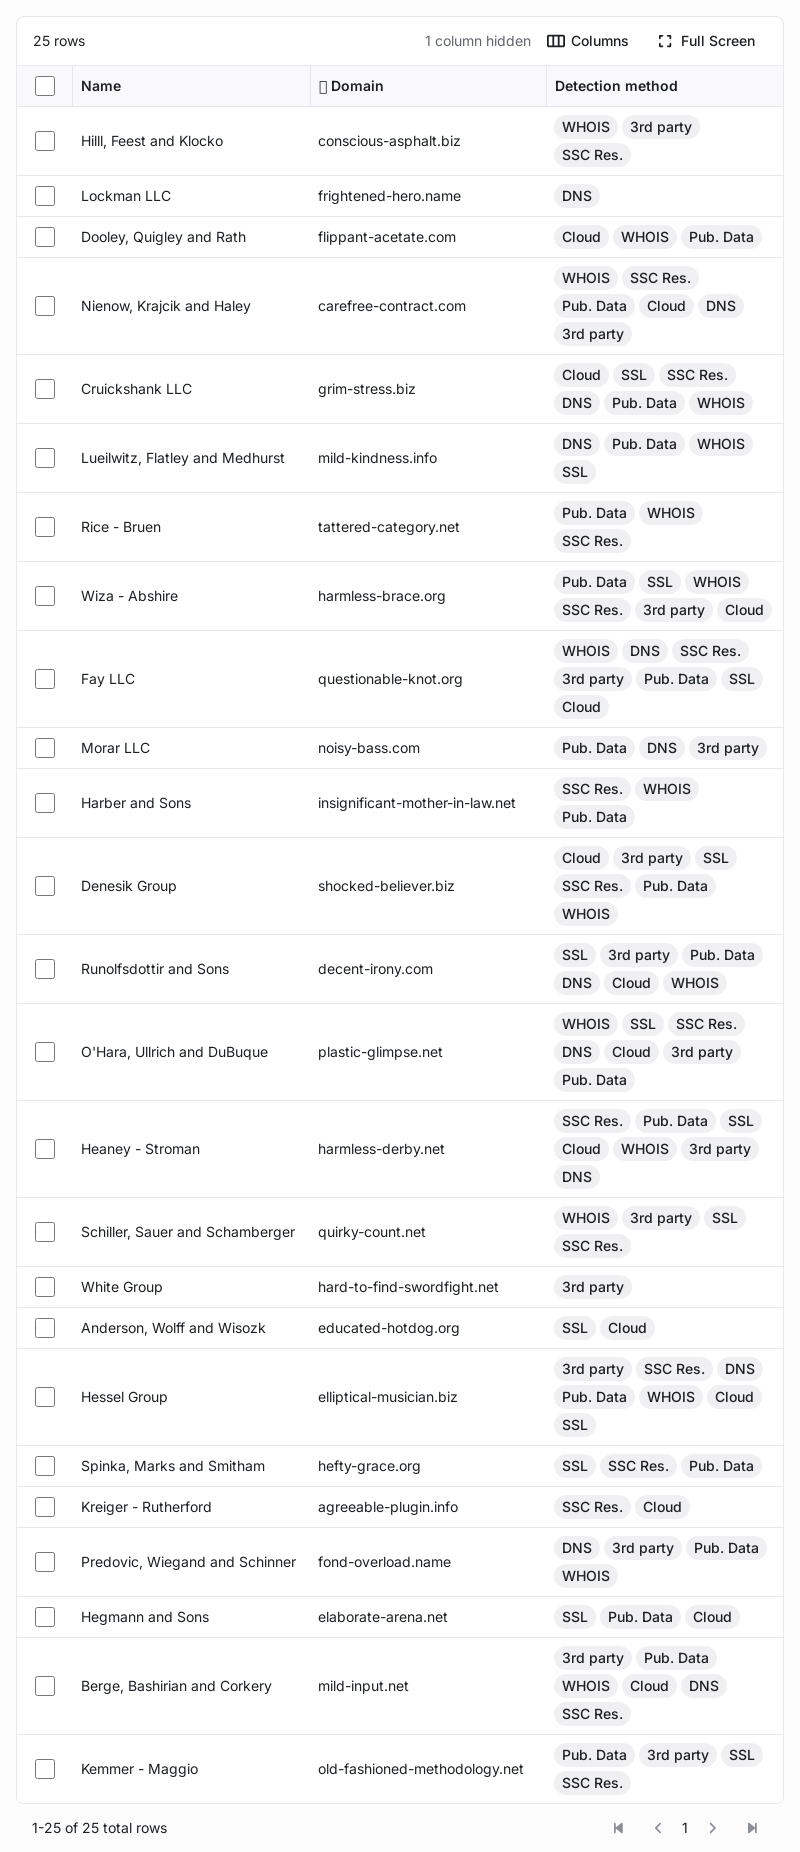 25 rows 1 column hidden Columns Full Screen
Name Domain Detection method
Hilll, Feest and Klocko conscious-asphalt.biz WHOIS 3rd party
SSC Res.
Lockman LLC frightened-hero.name DNS
Dooley, Quigley and Rath flippant-acetate.com Cloud WHOIS Pub. Data
Nienow, Krajcik and Haley carefree-contract.com WHOIS SSC Res.
Pub. Data Cloud DNS
3rd party
Cruickshank LLC grim-stress.biz Cloud SSL SSC Res.
DNS Pub. Data WHOIS
Lueilwitz, Flatley and Medhurst mild-kindness.info DNS Pub. Data WHOIS
SSL
Rice - Bruen tattered-category.net Pub. Data WHOIS
SSC Res.
Wiza - Abshire harmless-brace.org Pub. Data SSL WHOIS
SSC Res. 3rd party Cloud
Fay LLC questionable-knot.org WHOIS DNS SSC Res.
3rd party Pub. Data SSL
Cloud
Morar LLC noisy-bass.com Pub. Data DNS 3rd party
Harber and Sons insignificant-mother-in-law.net SSC Res. WHOIS
Pub. Data
Denesik Group shocked-believer.biz Cloud 3rd party SSL
SSC Res. Pub. Data
WHOIS
Runolfsdottir and Sons decent-irony.com SSL 3rd party Pub. Data
DNS Cloud WHOIS
O'Hara, Ullrich and DuBuque plastic-glimpse.net WHOIS SSL SSC Res.
DNS Cloud 3rd party
Pub. Data
Heaney - Stroman harmless-derby.net SSC Res. Pub. Data SSL
Cloud WHOIS 3rd party
DNS
Schiller, Sauer and Schamberger quirky-count.net WHOIS 3rd party SSL
SSC Res.
White Group hard-to-find-swordfight.net 3rd party
Anderson, Wolff and Wisozk educated-hotdog.org SSL Cloud
Hessel Group elliptical-musician.biz 3rd party SSC Res. DNS
Pub. Data WHOIS Cloud
SSL
Spinka, Marks and Smitham hefty-grace.org SSL SSC Res. Pub. Data
Kreiger - Rutherford agreeable-plugin.info SSC Res. Cloud
Predovic, Wiegand and Schinner fond-overload.name DNS 3rd party Pub. Data
WHOIS
Hegmann and Sons elaborate-arena.net SSL Pub. Data Cloud
Berge, Bashirian and Corkery mild-input.net 3rd party Pub. Data
WHOIS Cloud DNS
SSC Res.
Kemmer - Maggio old-fashioned-methodology.net Pub. Data 3rd party SSL
SSC Res.
1-25 of 25 total rows 1